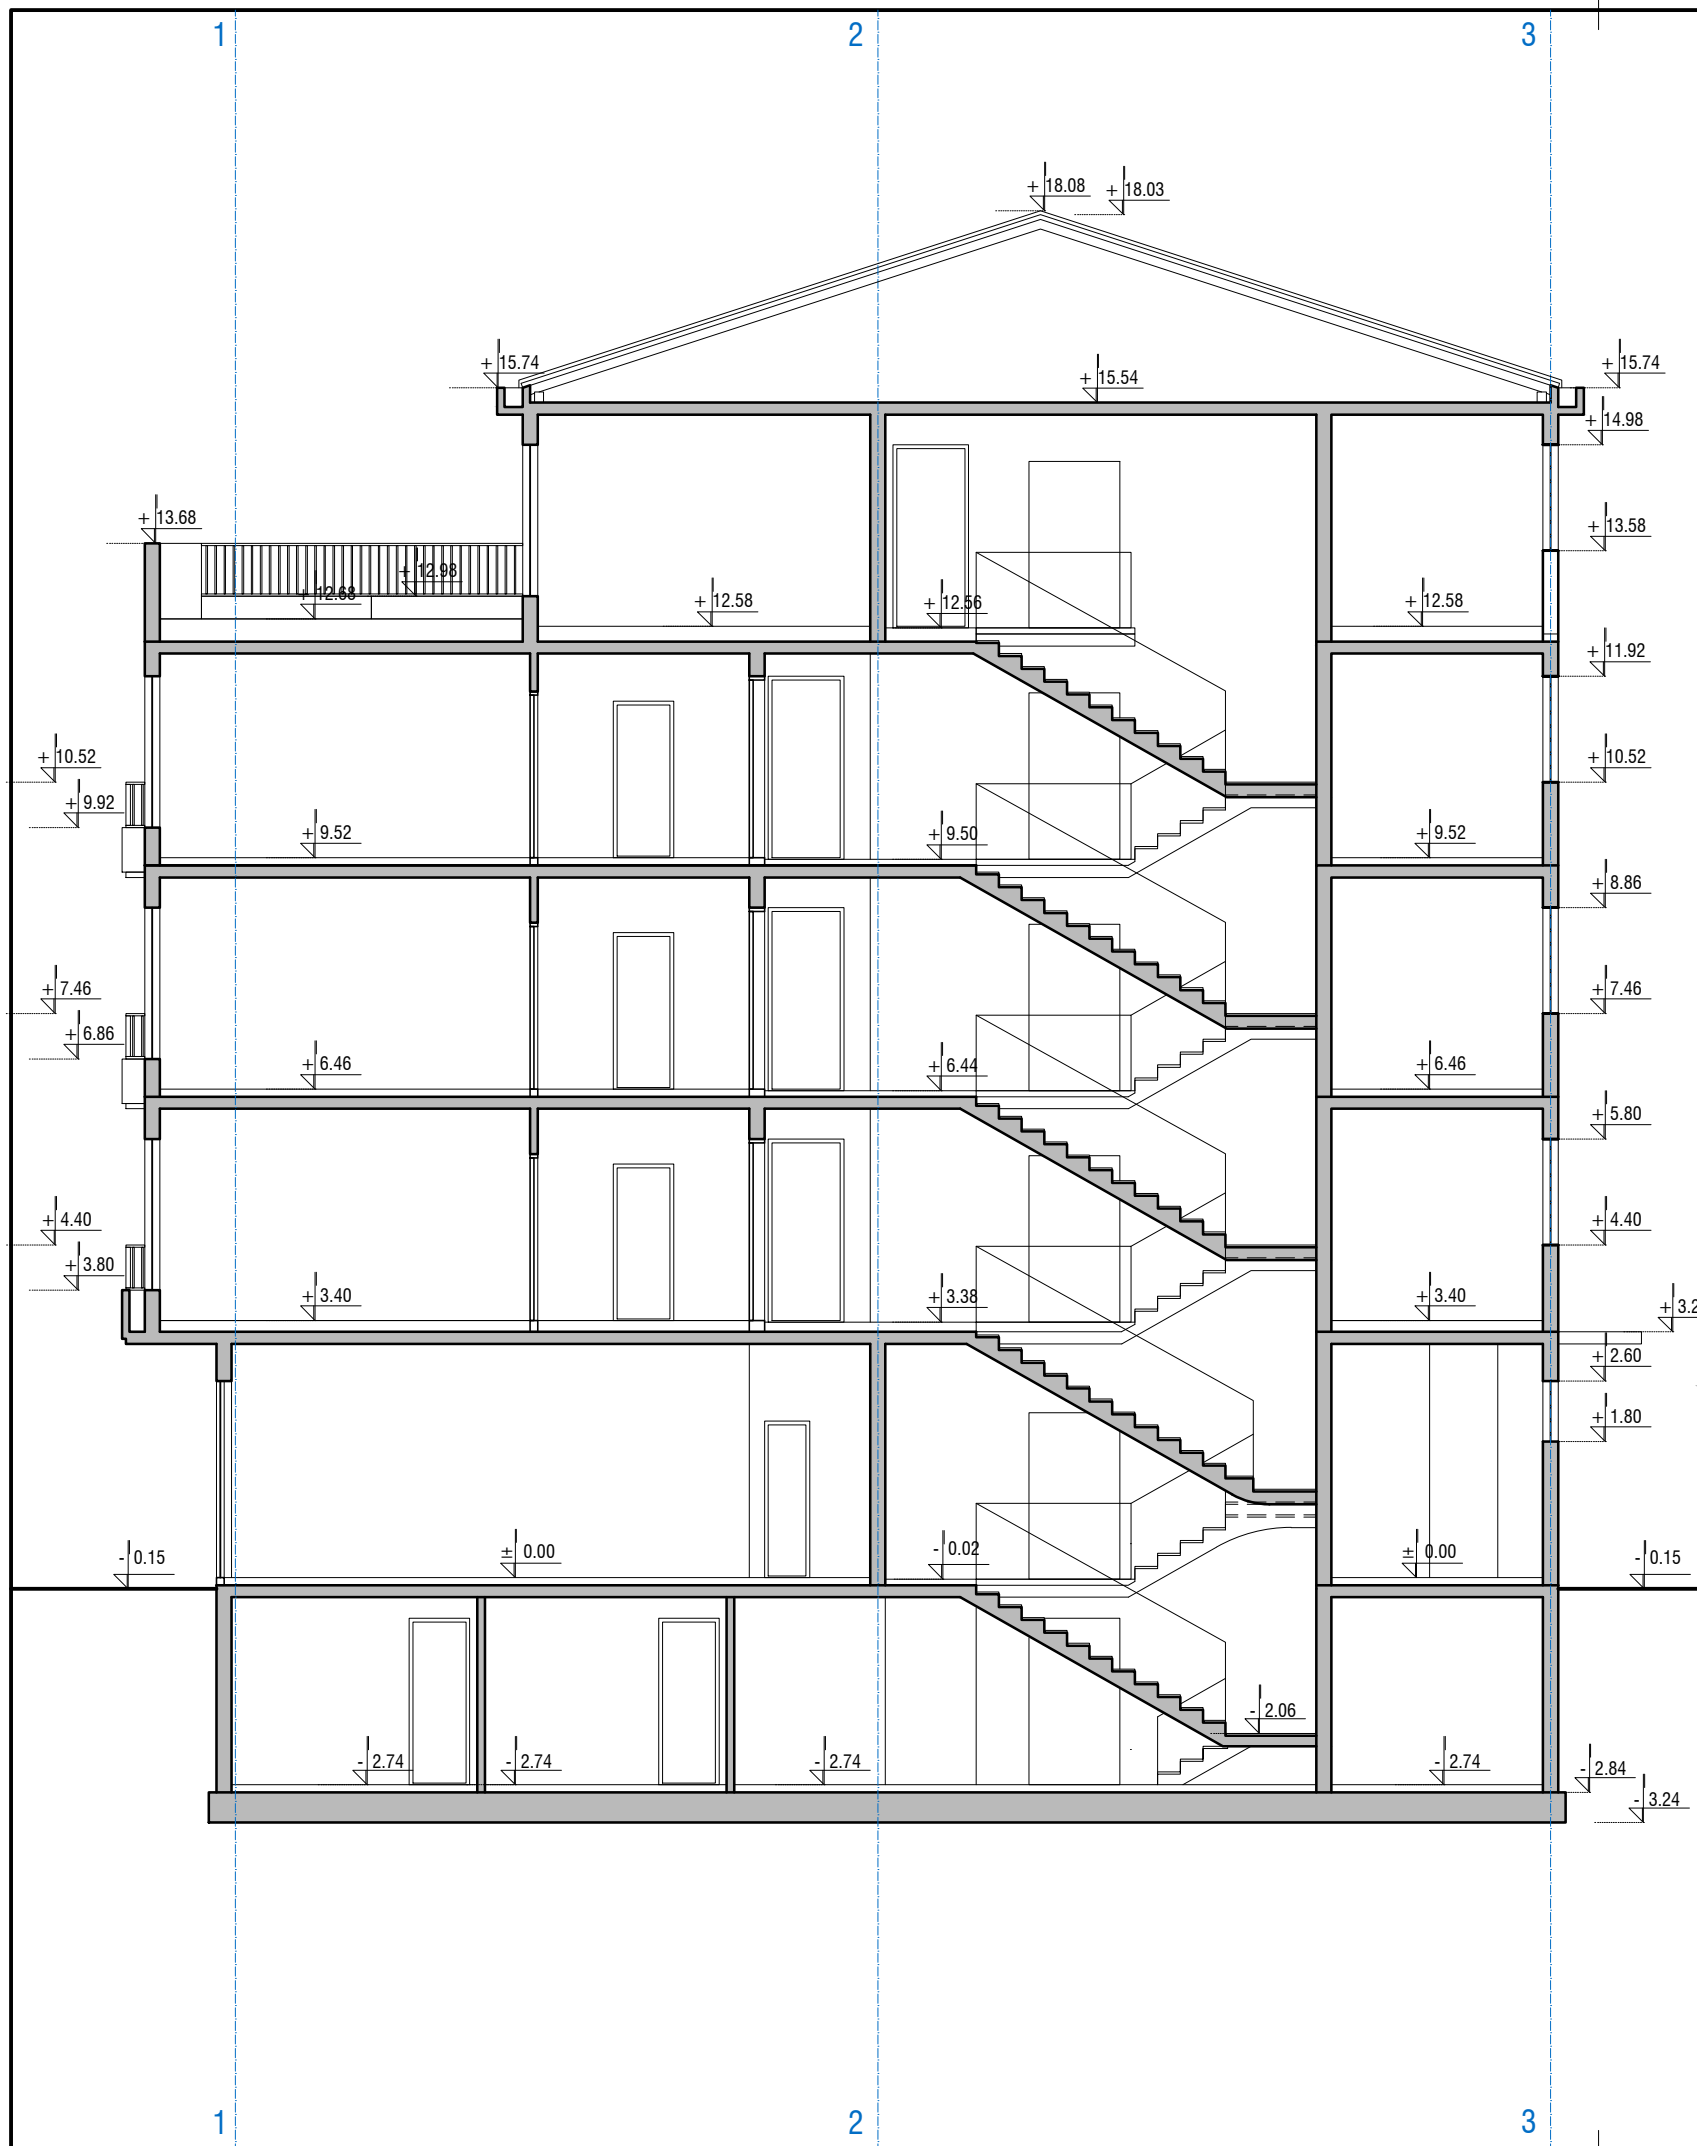 1 2 3
+ 18.08 + 18.03
+ 15.74 + 15.54 + 15.74
+ 14.98
+ 13.68 + 13.58
+ 12.98
+ 12.68 + 12.58 + 12.56 + 12.58
+ 11.92
+ 10.52 + 10.52
+ 9.92
+ 9.52 + 9.50 + 9.52
+ 8.86
+ 7.46 + 7.46
+ 6.86
+ 6.46 + 6.44 + 6.46
+ 5.80
+ 4.40 + 4.40
+ 3.80
+ 3.40 + 3.38 + 3.40
+ 2.60
+ 1.80
- 0.15 ± 0.00 - 0.02 ± 0.00 - 0.15
- 2.06
- 2.74 - 2.74 - 2.74 - 2.74 - 2.84
- 3.24
1 2 3